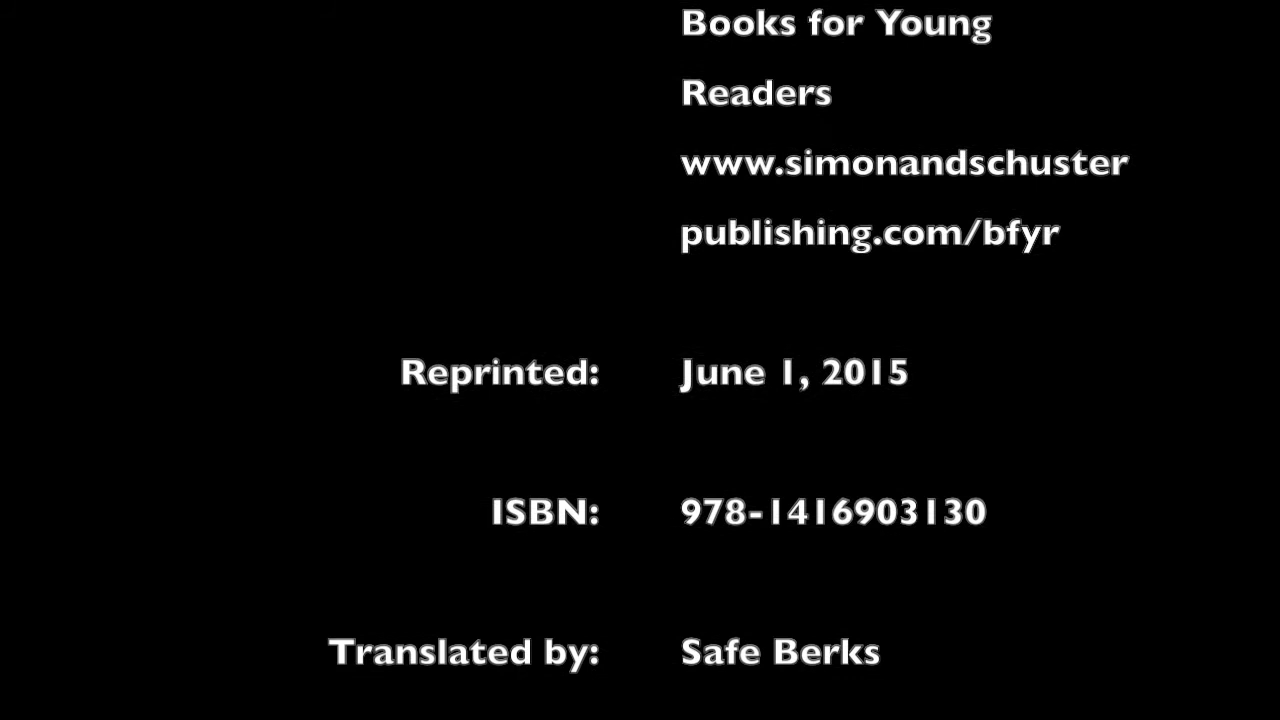 Books for Young
Readers
www.simonandschuster
publishing.com/bfyr
Reprinted: June 1, 2015
ISBN: 978-1416903130
Translated by: Safe Berks